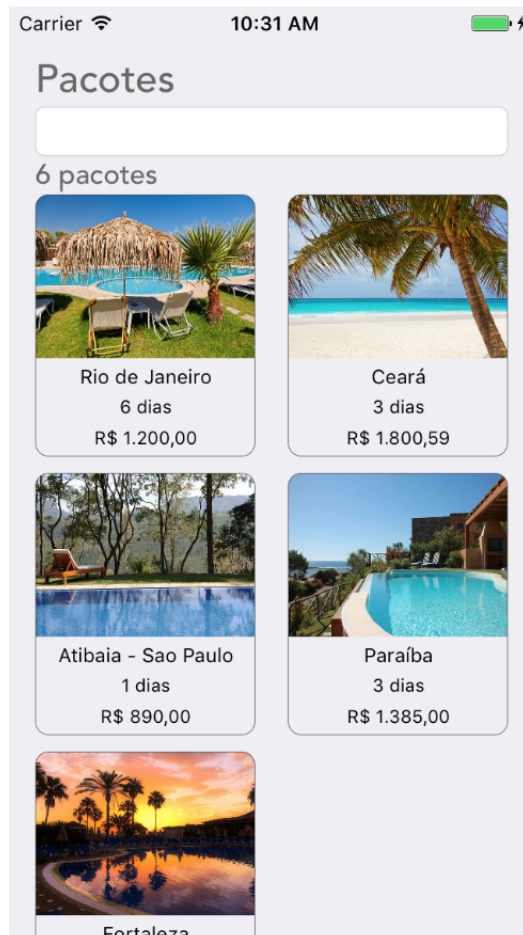 Carrier 10:31 AM
Pacotes
6 pacotes
Rio de Janeiro
6 dias
R$ 1.200,00
Ceará
3 dias
R$ 1.800,59
Atibaia - Sao Paulo
1 dias
R$ 890,00
Paraíba
3 dias
R$ 1.385,00
Fortaleza